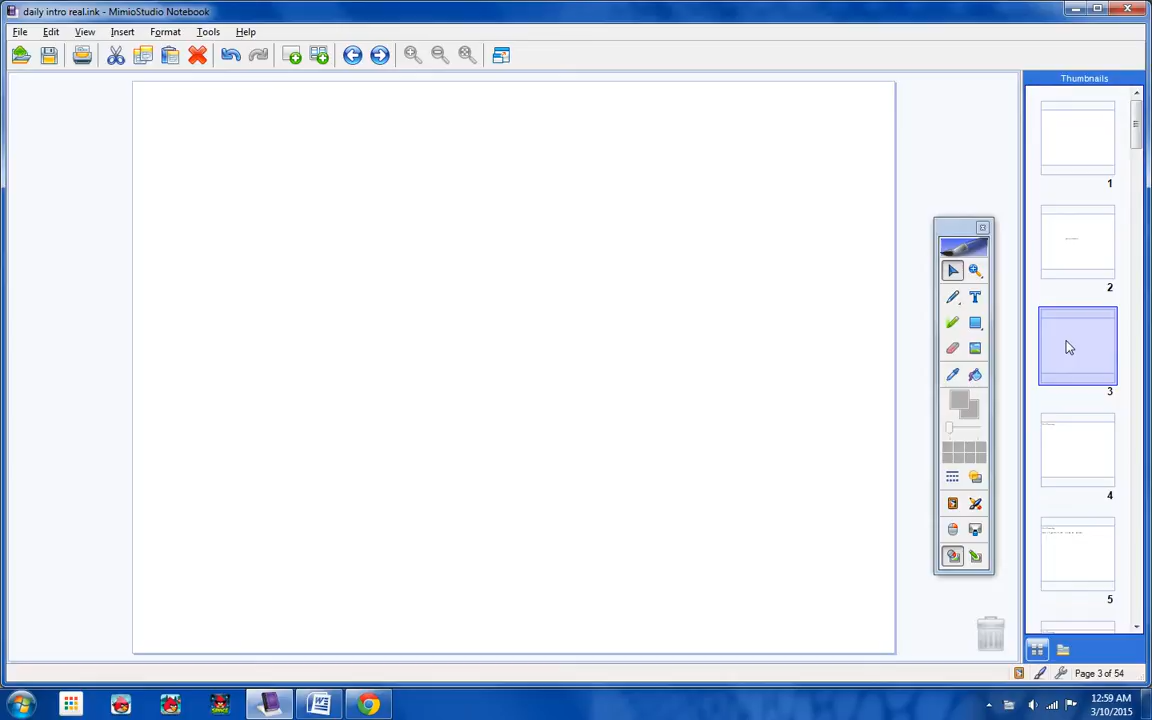 daily intro real.ink - MimioStudio Notebook
File Edit View Insert Format Tools Help
Thumbnails
1
2
3
4
5
Page 3 of 54
12:59 AM
3/10/2015